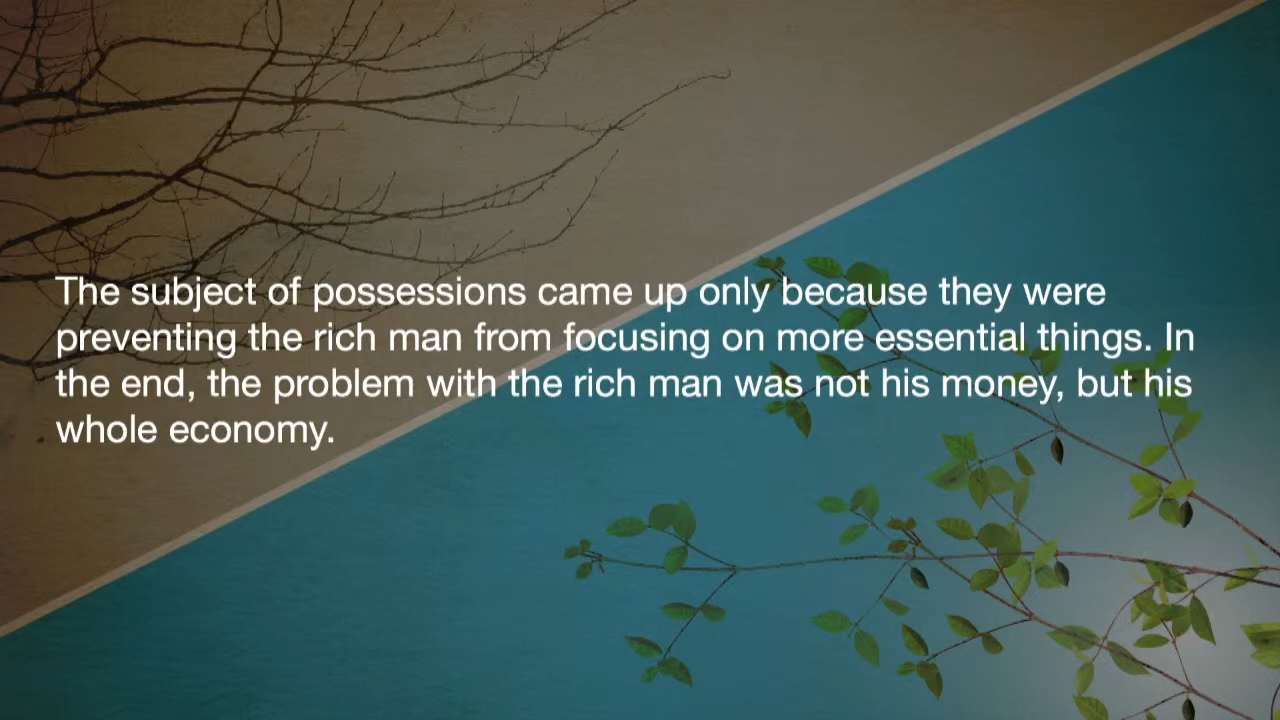 The subject of possessions came up only because they were
preventing the rich man from focusing on more essential things. In
the end, the problem with the rich man was not his money, but his
whole economy.